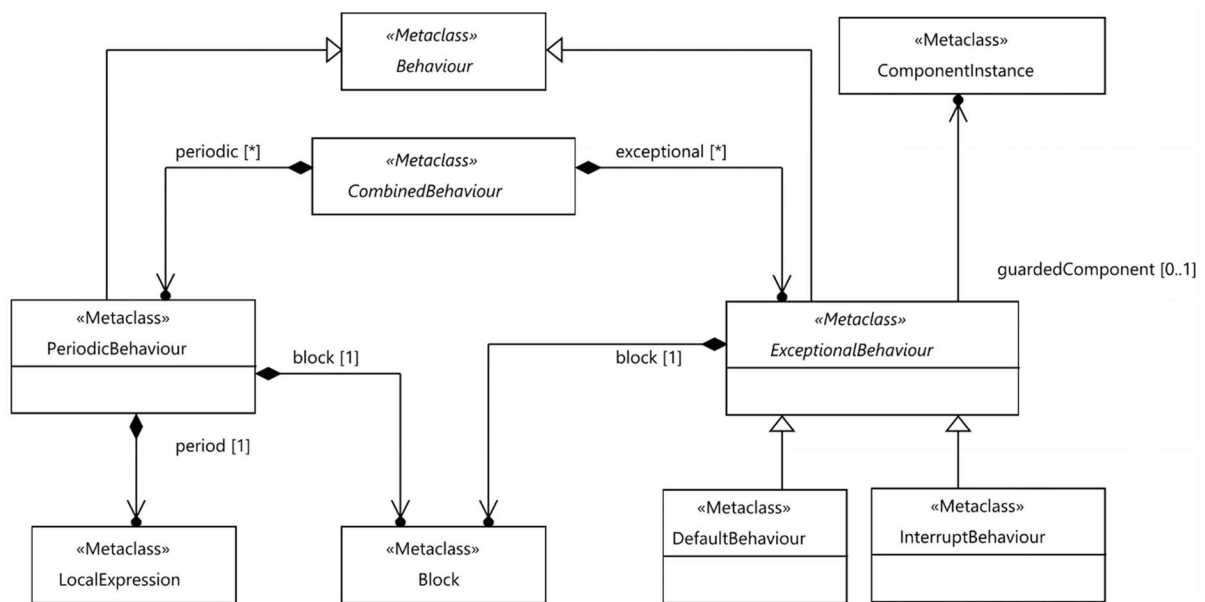 «Metaclass»
Behaviour
«Metaclass»
ComponentInstance
periodic [*]
«Metaclass»
CombinedBehaviour
exceptional [*]
guardedComponent [0..1]
«Metaclass»
PeriodicBehaviour
«Metaclass»
ExceptionalBehaviour
block [1]
block [1]
period [1]
«Metaclass»
LocalExpression
«Metaclass»
Block
«Metaclass»
DefaultBehaviour
«Metaclass»
InterruptBehaviour